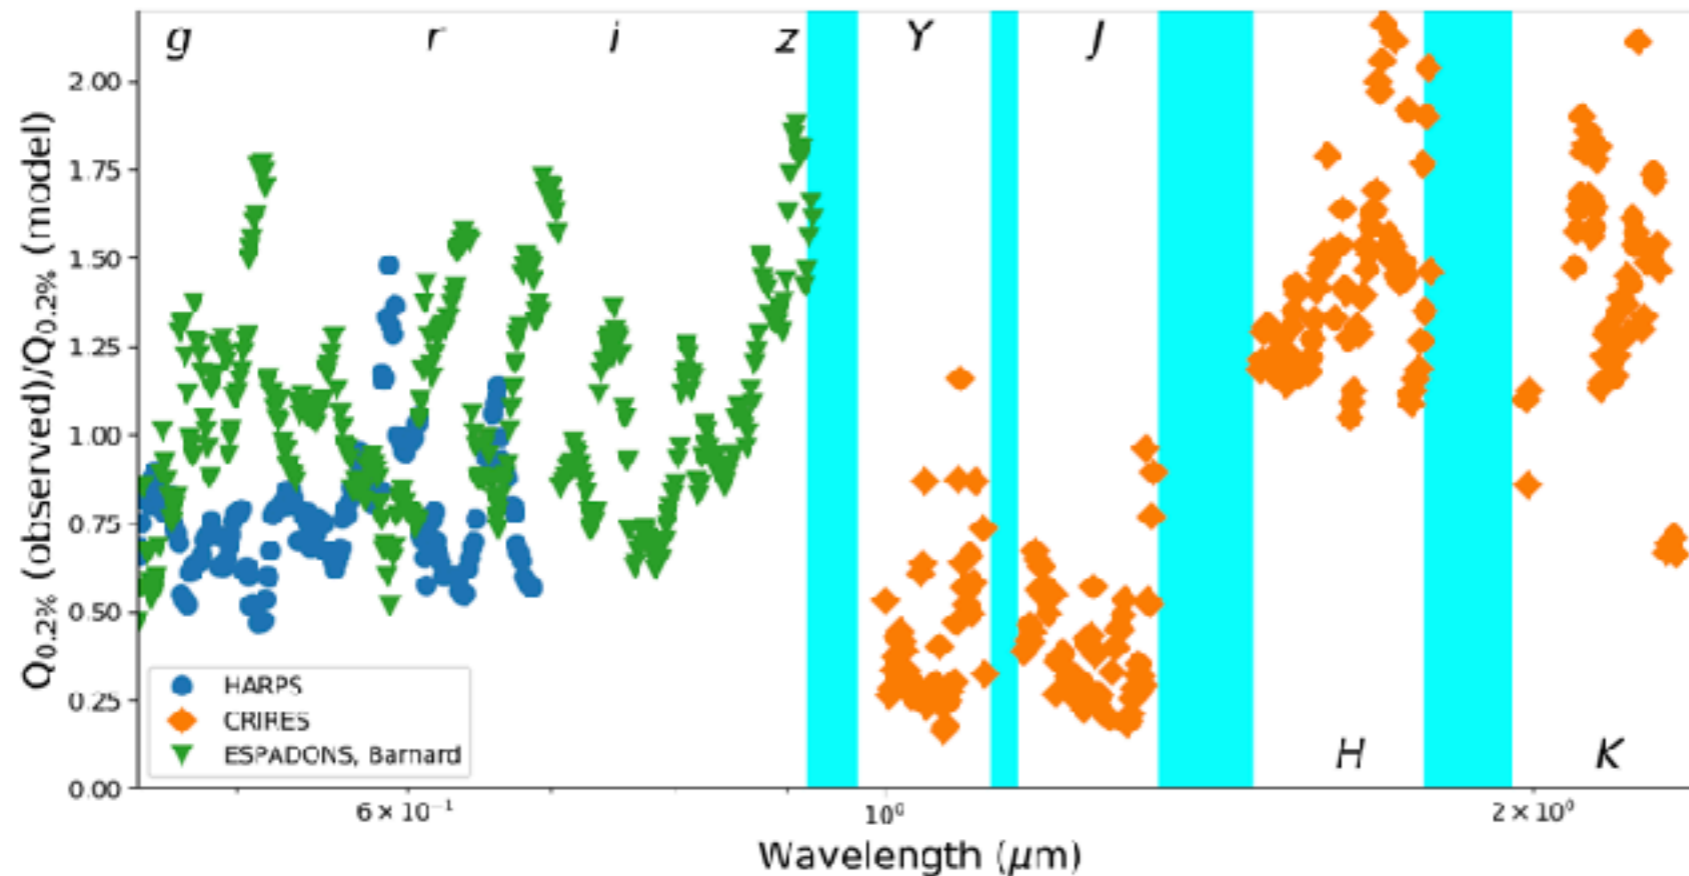 g r i z Y J
2.00
1.75
1.50
1.25
1.00
0.75
0.50
0.25
0.00
Q0.2% (observed)/Q0.2% (model)
HARPS
CRIRES
ESPADONS, Barnard
H K
6 × 10⁻¹ 10⁰ 2 × 10⁰
Wavelength (μm)